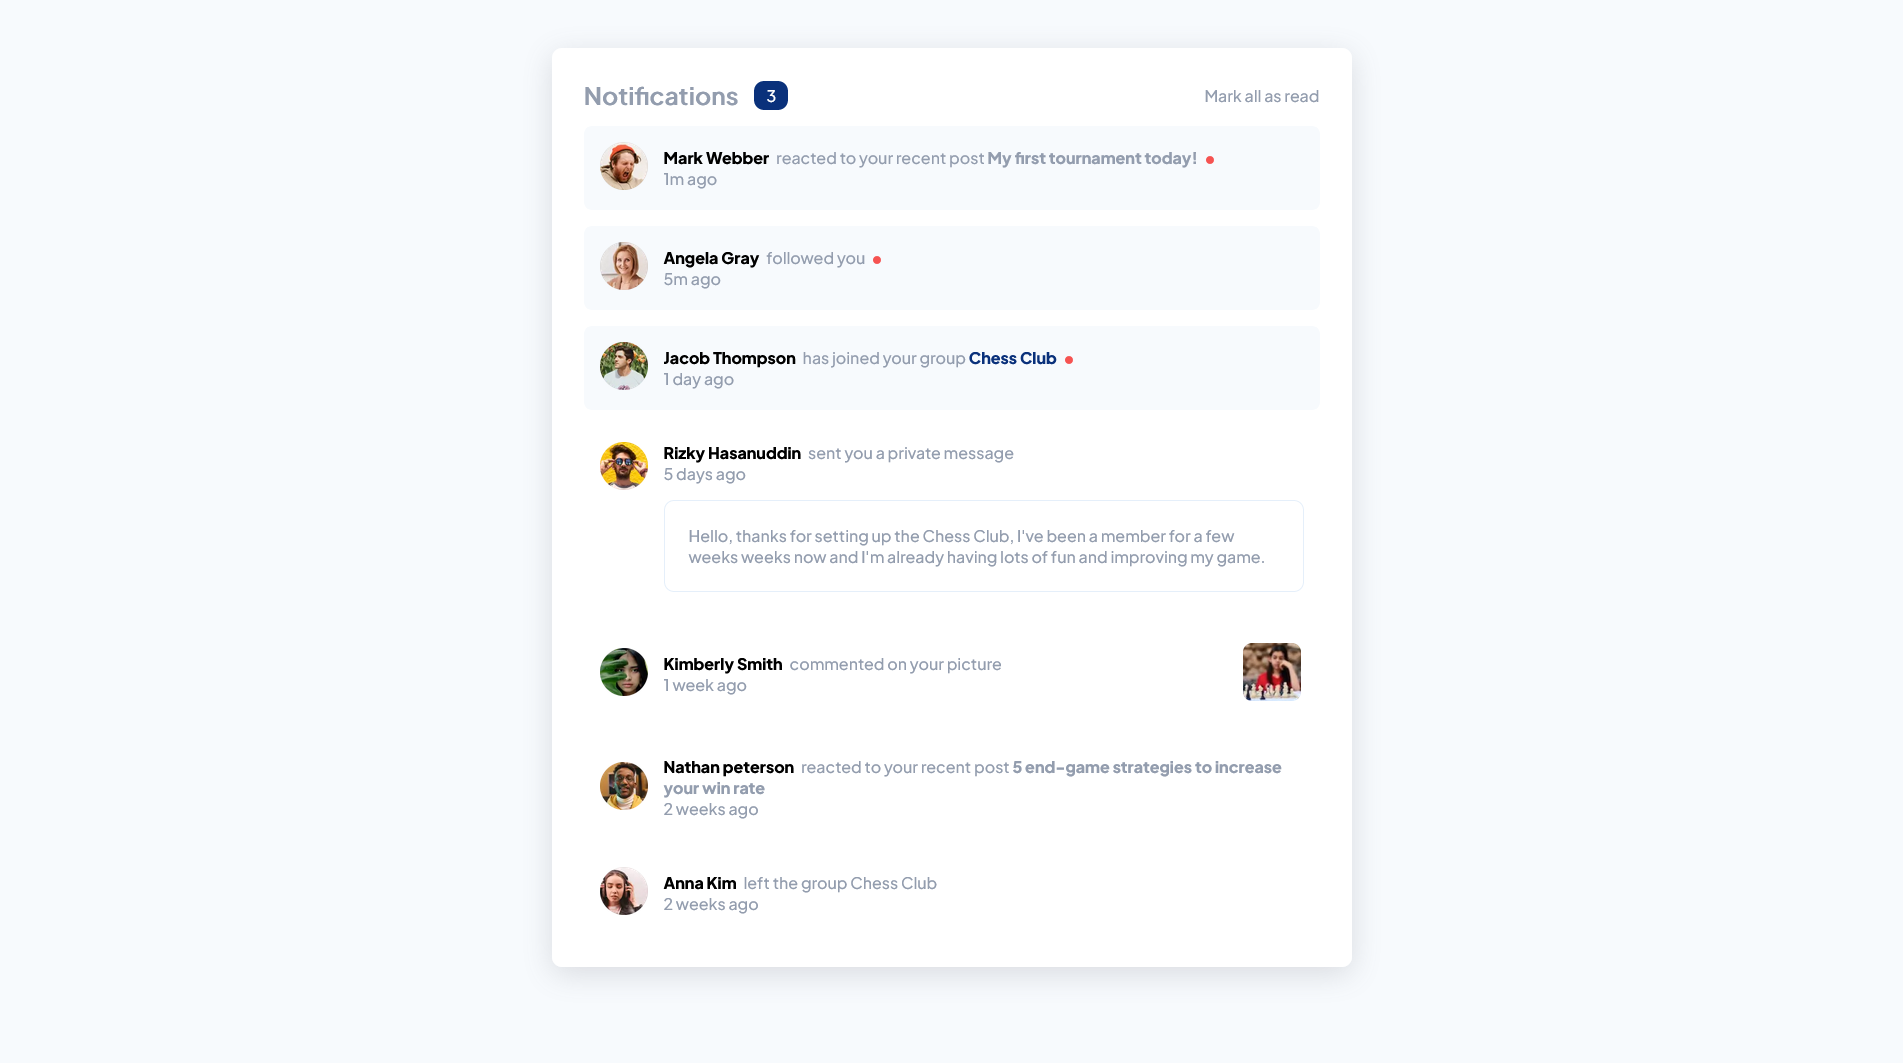 Notifications 3 Mark all as read
Mark Webber reacted to your recent post My first tournament today!
1m ago
Angela Gray followed you
5m ago
Jacob Thompson has joined your group Chess Club
1 day ago
Rizky Hasanuddin sent you a private message
5 days ago
Hello, thanks for setting up the Chess Club, I've been a member for a few
weeks weeks now and I'm already having lots of fun and improving my game.
Kimberly Smith commented on your picture
1 week ago
Nathan peterson reacted to your recent post 5 end-game strategies to increase
your win rate
2 weeks ago
Anna Kim left the group Chess Club
2 weeks ago